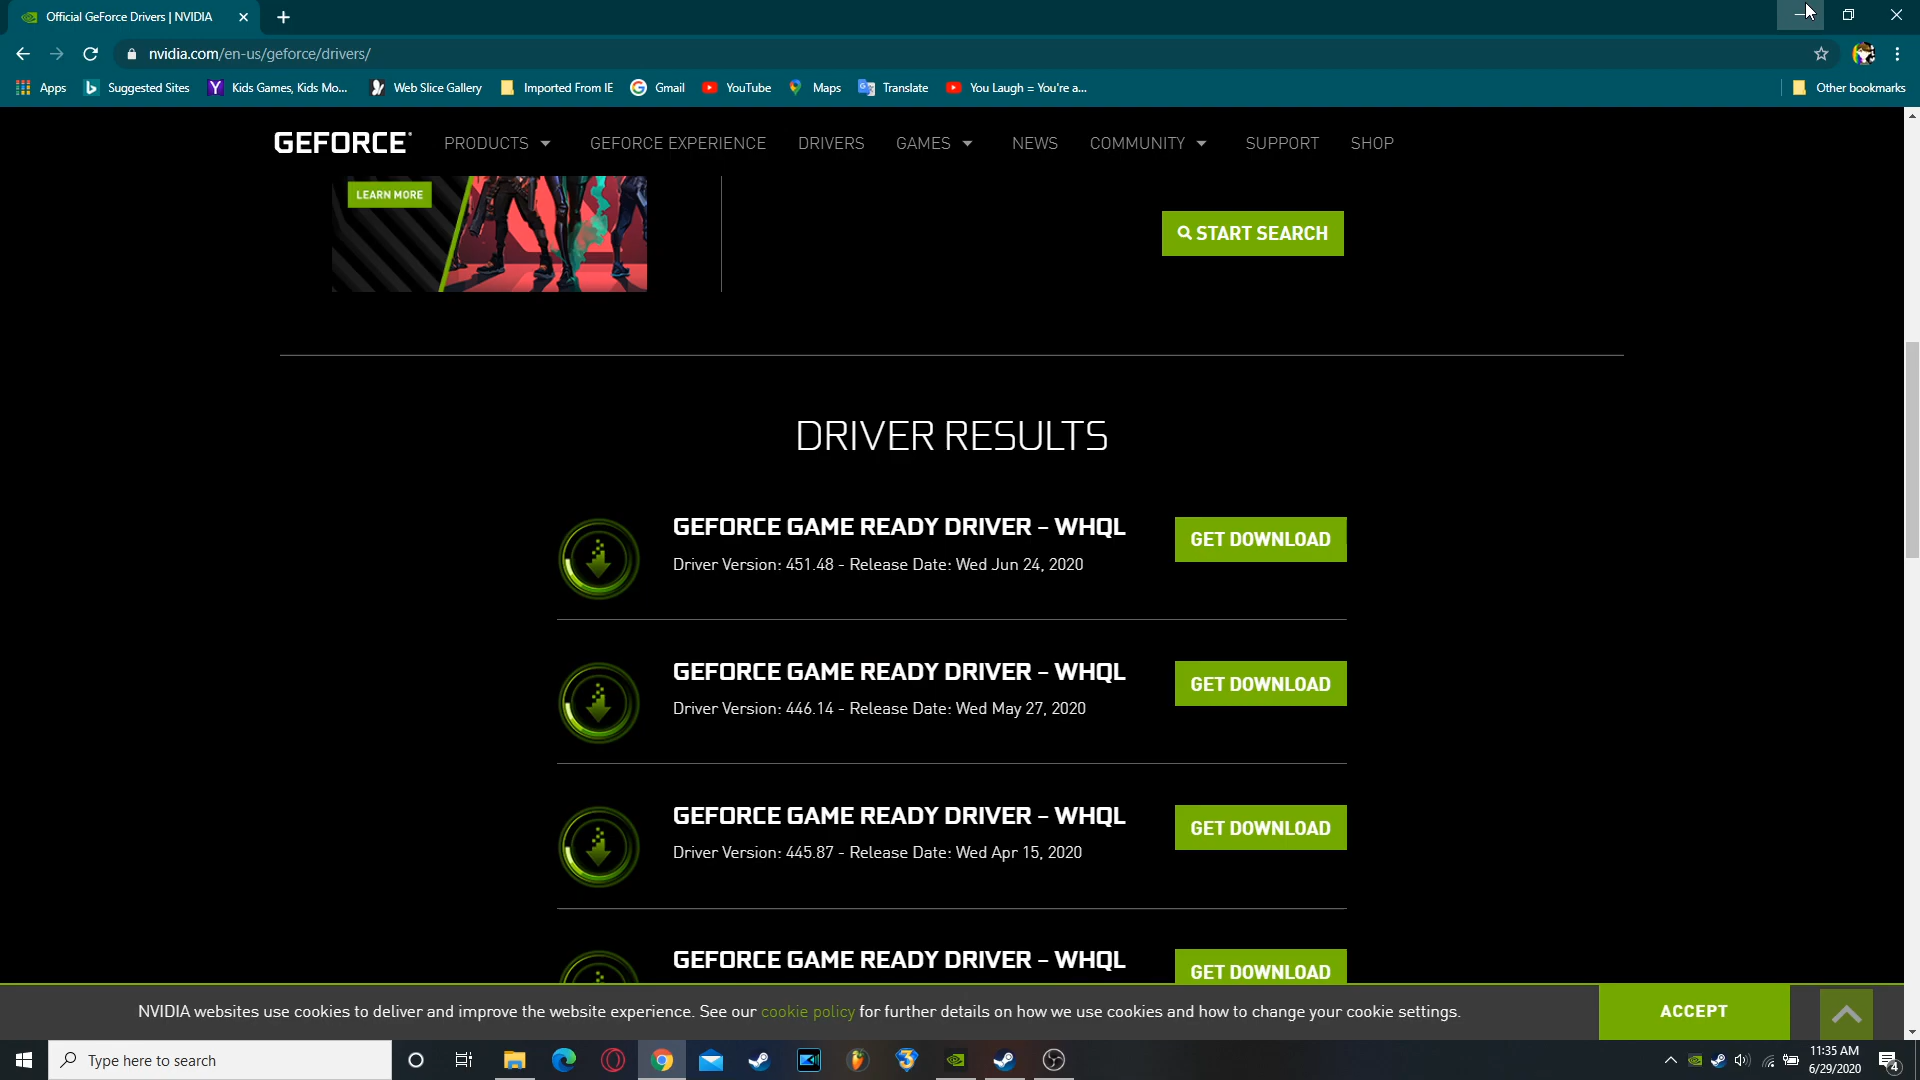 Official GeForce Drivers | NVIDIA
nvidia.com/en-us/geforce/drivers/
Apps Suggested Sites Kids Games, Kids Mo... Web Slice Gallery Imported From IE Gmail YouTube Maps Translate You Laugh = You're a... Other bookmarks
GEFORCE PRODUCTS GEFORCE EXPERIENCE DRIVERS GAMES NEWS COMMUNITY SUPPORT SHOP
LEARN MORE
START SEARCH
DRIVER RESULTS
GEFORCE GAME READY DRIVER – WHQL
Driver Version: 451.48 - Release Date: Wed Jun 24, 2020
GET DOWNLOAD
GEFORCE GAME READY DRIVER – WHQL
Driver Version: 446.14 - Release Date: Wed May 27, 2020
GET DOWNLOAD
GEFORCE GAME READY DRIVER – WHQL
Driver Version: 445.87 - Release Date: Wed Apr 15, 2020
GET DOWNLOAD
GEFORCE GAME READY DRIVER – WHQL
GET DOWNLOAD
NVIDIA websites use cookies to deliver and improve the website experience. See our cookie policy for further details on how we use cookies and how to change your cookie settings.
ACCEPT
Type here to search
11:35 AM
6/29/2020
4